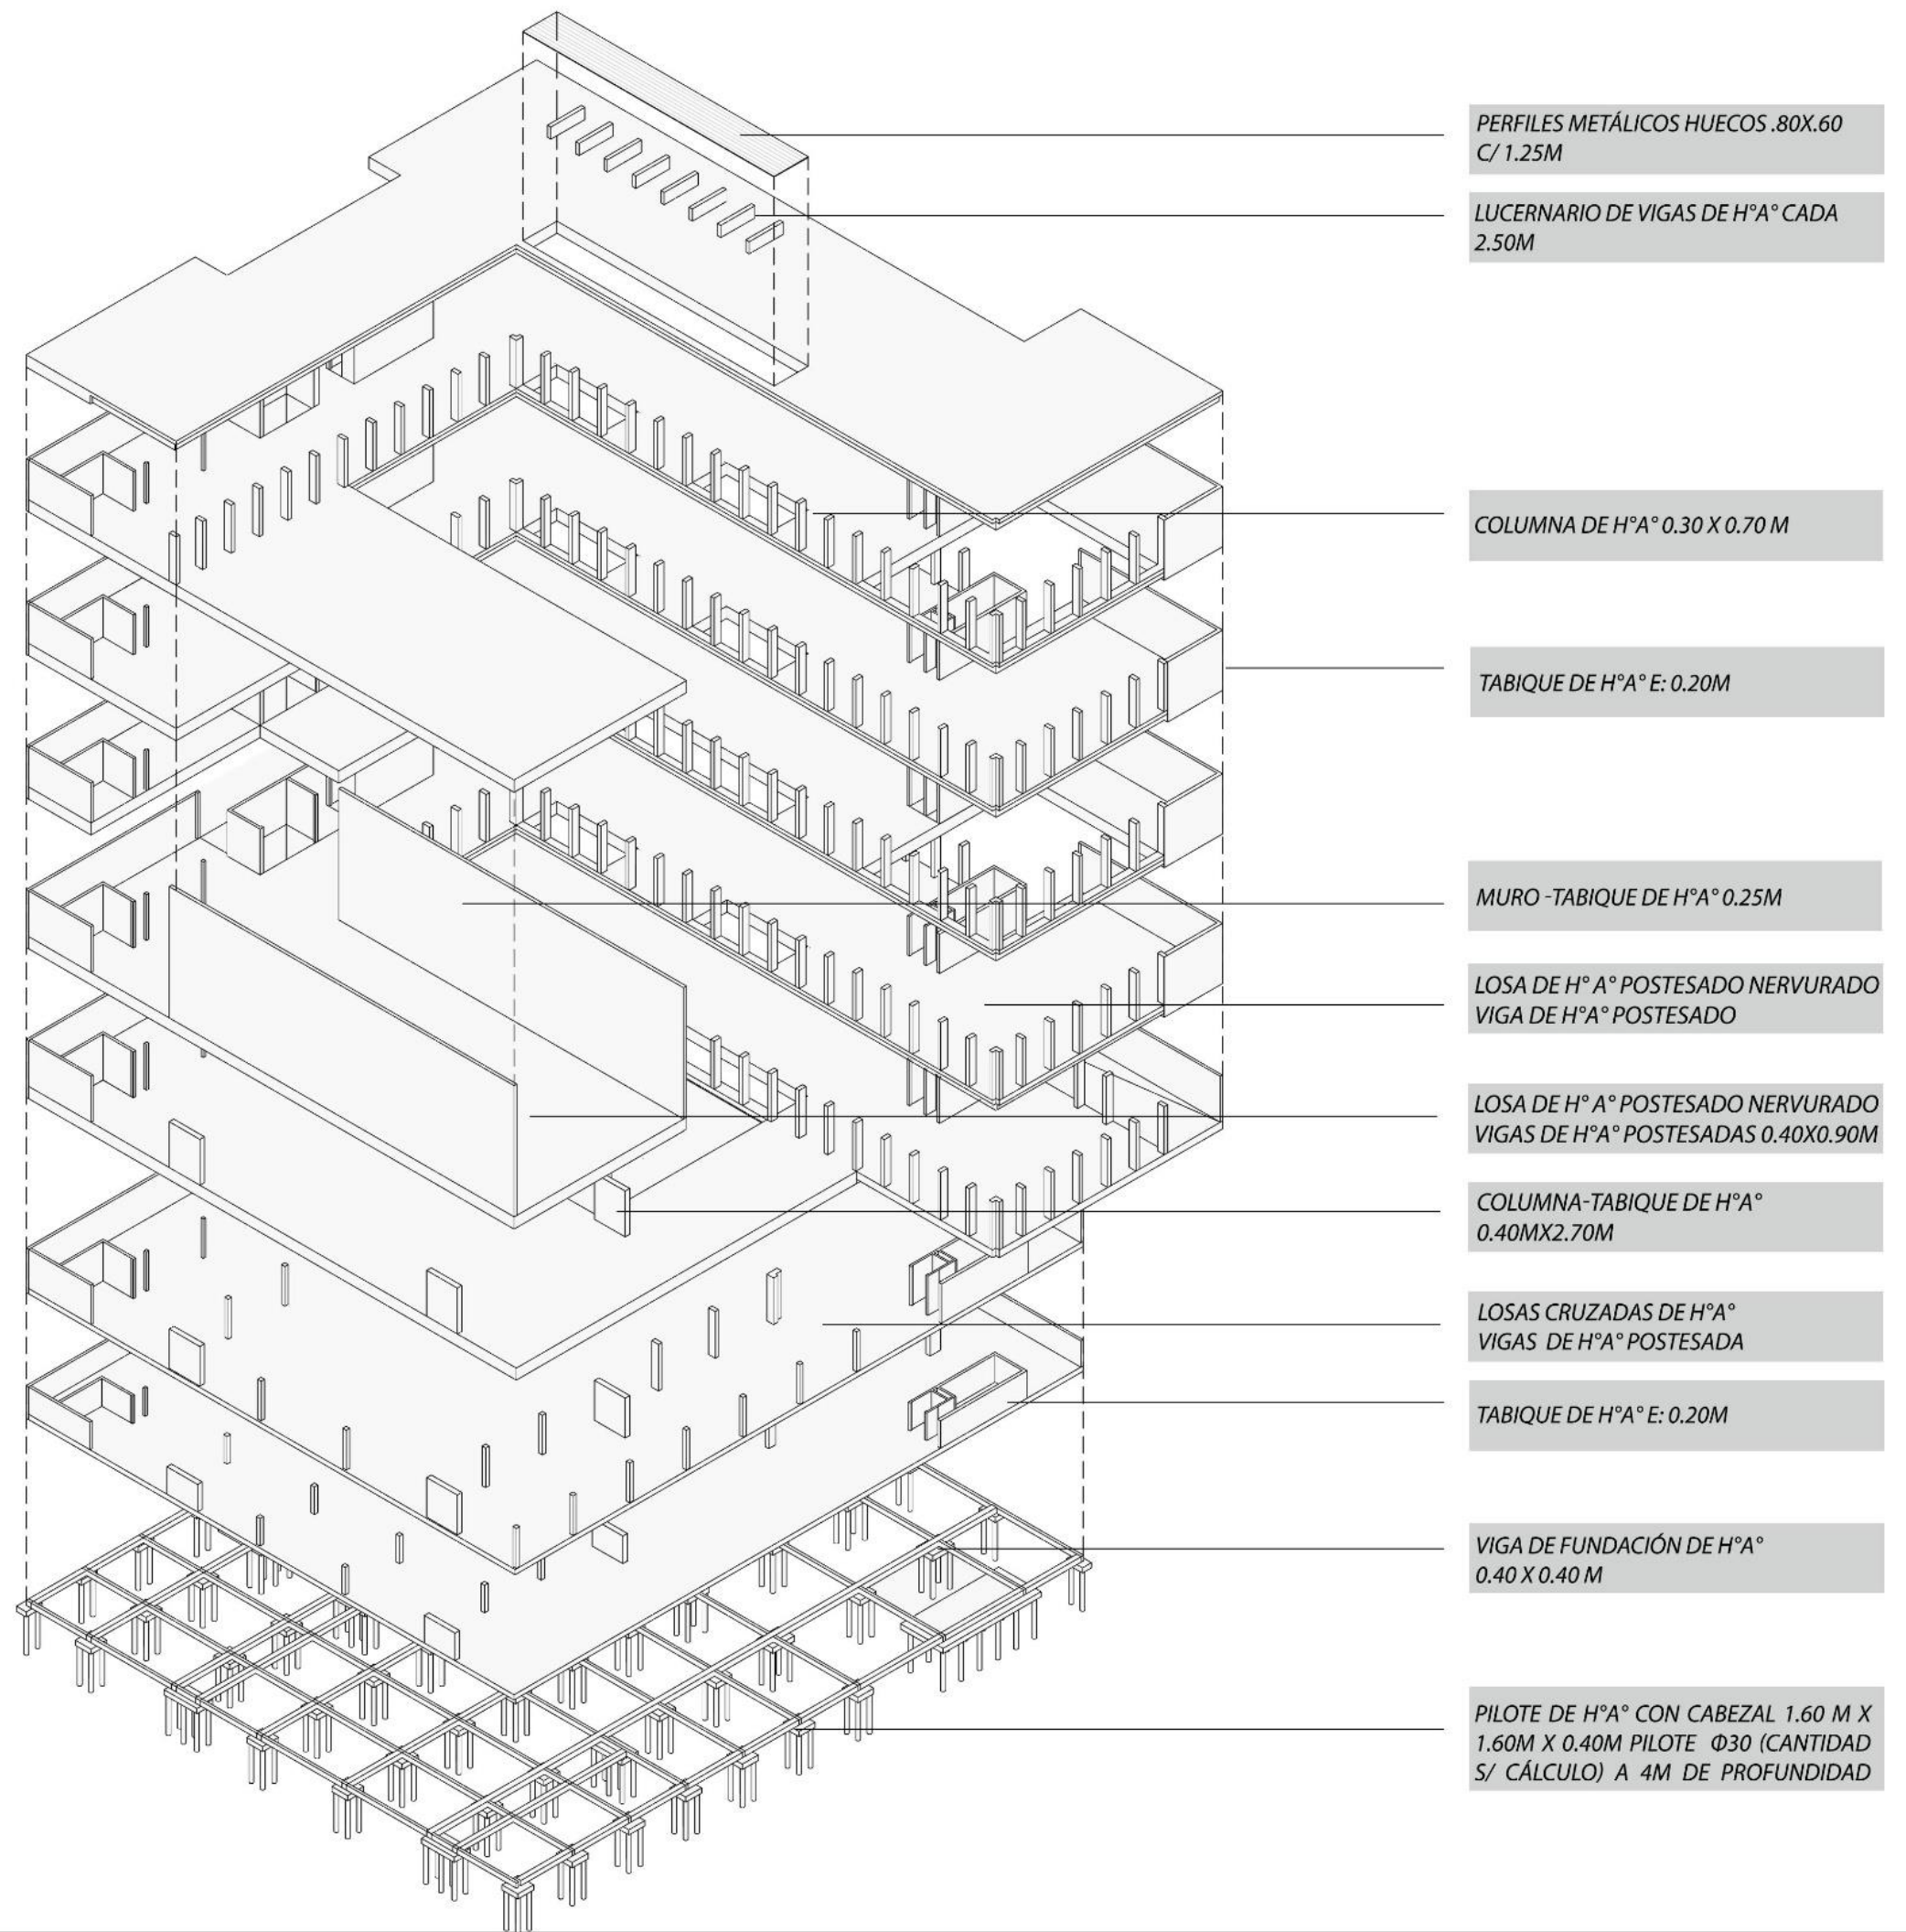 PERFILES METÁLICOS HUECOS .80X.60
C/ 1.25M
LUCERNARIO DE VIGAS DE H°A° CADA
2.50M
COLUMNA DE H°A° 0.30 X 0.70 M
TABIQUE DE H°A° E: 0.20M
MURO -TABIQUE DE H°A° 0.25M
LOSA DE H° A° POSTESADO NERVURADO
VIGA DE H°A° POSTESADO
LOSA DE H° A° POSTESADO NERVURADO
VIGAS DE H°A° POSTESADAS 0.40X0.90M
COLUMNA-TABIQUE DE H°A°
0.40MX2.70M
LOSAS CRUZADAS DE H°A°
VIGAS DE H°A° POSTESADA
TABIQUE DE H°A° E: 0.20M
VIGA DE FUNDACIÓN DE H°A°
0.40 X 0.40 M
PILOTE DE H°A° CON CABEZAL 1.60 M X
1.60M X 0.40M PILOTE Φ30 (CANTIDAD
S/ CÁLCULO) A 4M DE PROFUNDIDAD